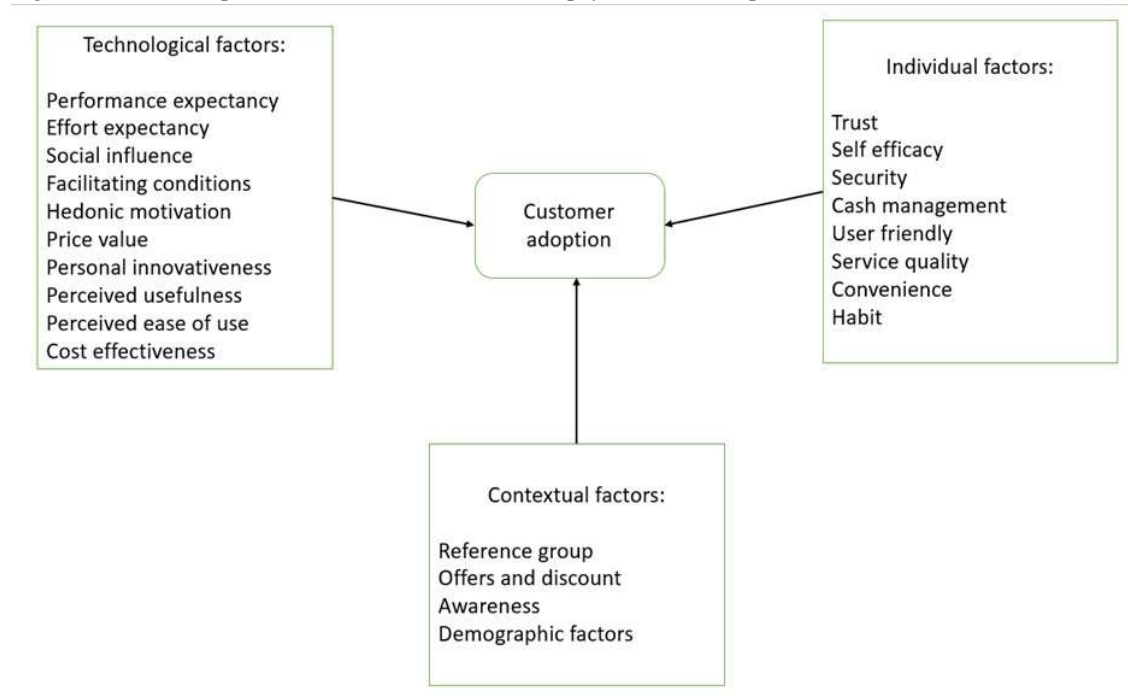 Technological factors:
Performance expectancy
Effort expectancy
Social influence
Facilitating conditions
Hedonic motivation
Price value
Personal innovativeness
Perceived usefulness
Perceived ease of use
Cost effectiveness
Individual factors:
Trust
Self efficacy
Security
Cash management
User friendly
Service quality
Convenience
Habit
Customer
adoption
Contextual factors:
Reference group
Offers and discount
Awareness
Demographic factors